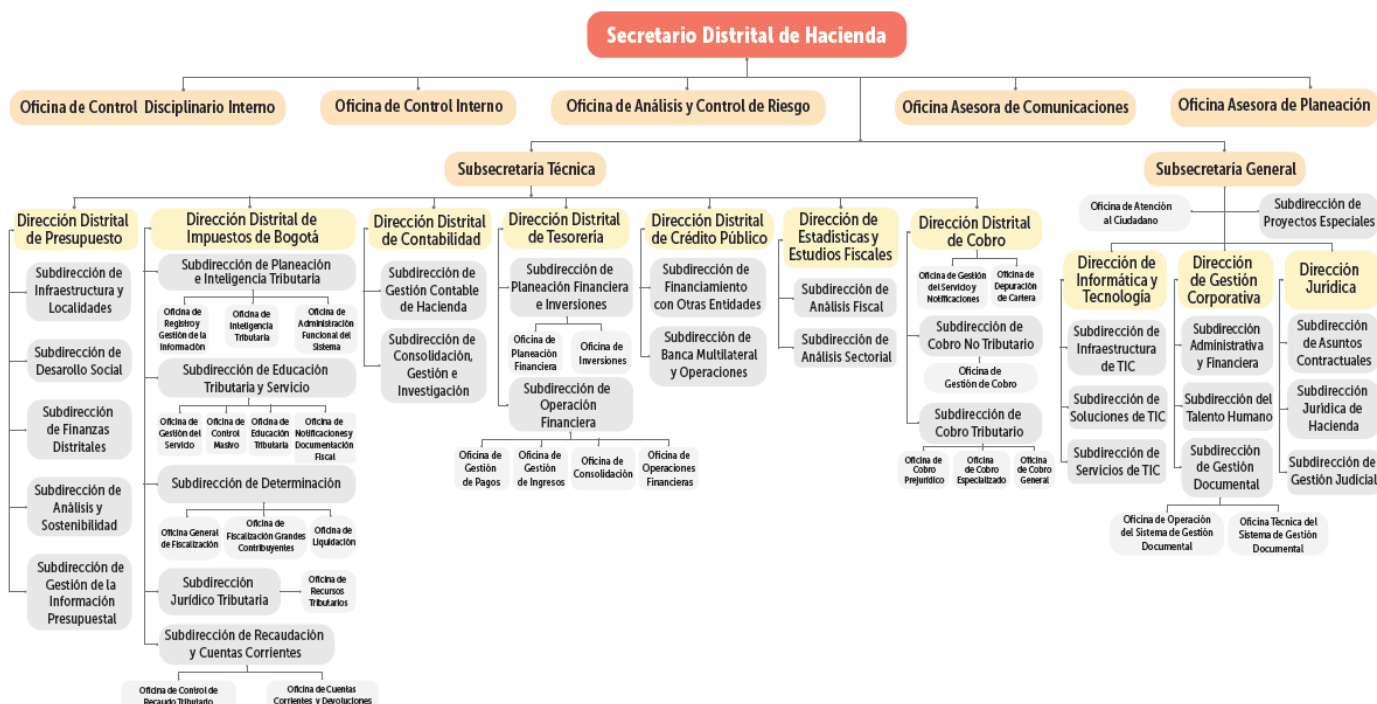 Secretario Distrital de Hacienda
Oficina de Control Disciplinario Interno
Oficina de Control Interno
Oficina de Análisis y Control de Riesgo
Oficina Asesora de Comunicaciones
Oficina Asesora de Planeación
Subsecretaría Técnica
Subsecretaría General
Dirección Distrital
de Presupuesto
Subdirección de
Infraestructura y
Localidades
Subdirección de
Desarollo Social
Subdirección
de Finanzas
Distritales
Subdirección de
Análisis y
Sostenibilidad
Subdirección de
Gestión de la
Información
Presupuestal
Dirección Distrital de
Impuestos de Bogotá
Subdirección de Planeación
e Inteligencia Tributaria
Oficina de
Registro y
Gestión de la
Información
Oficina de
Inteligencia
Tributaria
Oficina de
Administración
Funcional del
Sistema
Subdirección de Educación
Tributaria y Servicio
Oficina de
Gestión del
Servicio
Oficina de
Control
Masivo
Oficina de
Educación
Tributaria
Oficina de
Notificaciones y
Documentación
Fiscal
Subdirección de Determinación
Oficina General
de Fiscalización
Oficina de
Fiscalización Grandes
Contribuyentes
Oficina de
Liquidación
Subdirección
Jurídico Tributaria
Oficina de
Recursos
Tributarios
Subdirección de Recaudación
y Cuentas Corrientes
Oficina de Control de
Recaudo Tributario
Oficina de Cuentas
Corrientes y Devoluciones
Dirección Distrital
de Contabilidad
Subdirección de
Gestión Contable
de Hacienda
Subdirección de
Consolidación,
Gestión e
Investigación
Dirección Distrital
de Tesorería
Subdirección de
Planeación Financiera
e Inversiones
Oficina de
Planeación
Financiera
Oficina de
Inversiones
Subdirección de
Operación
Financiera
Oficina de
Gestión
de Pagos
Oficina de
Gestión
de Ingresos
Oficina de
Consolidación
Oficina de
Operaciones
Financieras
Dirección Distrital
de Crédito Público
Subdirección de
Financiamiento
con Otras Entidades
Subdirección de
Banca Multilateral
y Operaciones
Dirección de
Estadísticas y
Estudios Fiscales
Subdirección de
Análisis Fiscal
Subdirección de
Análisis Sectorial
Dirección Distrital
de Cobro
Oficina de Gestión
del Servicio y
Notificaciones
Oficina de
Depuración
de Cartera
Subdirección de
Cobro No Tributario
Oficina de
Gestión de Cobro
Subdirección de
Cobro Tributario
Oficina de
Cobro
Prejurídico
Oficina
de Cobro
Especializado
Oficina
de Cobro
General
Oficina de Atención
al Ciudadano
Subdirección de
Proyectos Especiales
Dirección de
Informática y
Tecnología
Subdirección de
Infraestructura
de TIC
Subdirección de
Soluciones de TIC
Subdirección de
Servicios de TIC
Dirección
de Gestión
Corporativa
Subdirección
Administrativa
y Financiera
Subdirección del
Talento Humano
Subdirección
de Gestión
Documental
Oficina de Operación
del Sistema de Gestión
Documental
Oficina Técnica del
Sistema de Gestión
Documental
Dirección
Jurídica
Subdirección
de Asuntos
Contractuales
Subdirección
Jurídica de
Hacienda
Subdirección de
Gestión Judicial